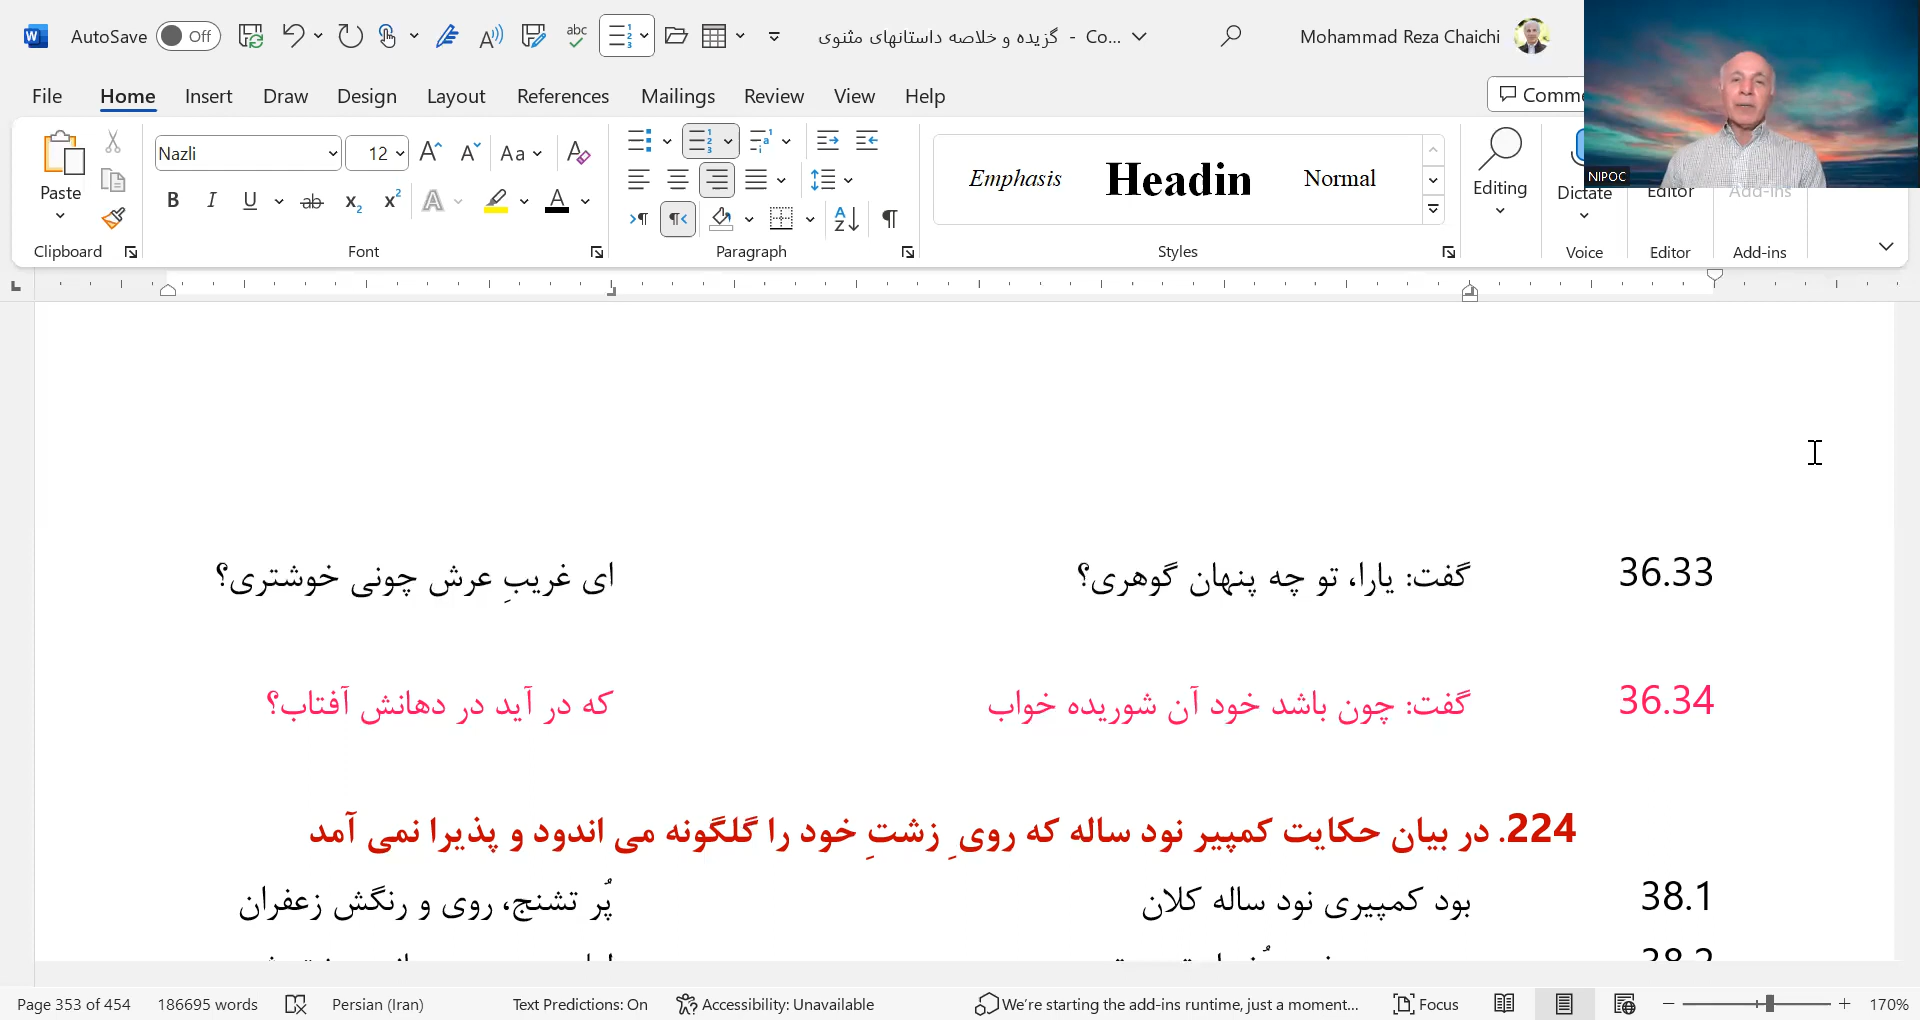 AutoSave Off
گزیده و خلاصه داستانهای مثنوی - Co...
Mohammad Reza Chaichi
File Home Insert Draw Design Layout References Mailings Review View Help
Comme
NIPOC
Paste
Nazli 12
Emphasis Headin Normal
Editing
Dictate
Editor
Add-ins
Clipboard Font Paragraph Styles Voice Editor Add-ins
36.33 گفت: یارا، تو چه پنهان گوهری؟ ای غریبِ عرش چونی خوشتری؟
36.34 گفت: چون باشد خود آن شوریده خواب که در آید در دهانش آفتاب؟
224. در بیان حکایت کمپیر نود ساله که روی ِ زشتِ خود را گلگونه می اندود و پذیرا نمی آمد
38.1 بود کمپیری نود ساله کلان پُر تشنج، روی و رنگش زعفران
38.2
Page 353 of 454 186695 words Persian (Iran) Text Predictions: On Accessibility: Unavailable We're starting the add-ins runtime, just a moment... Focus 170%